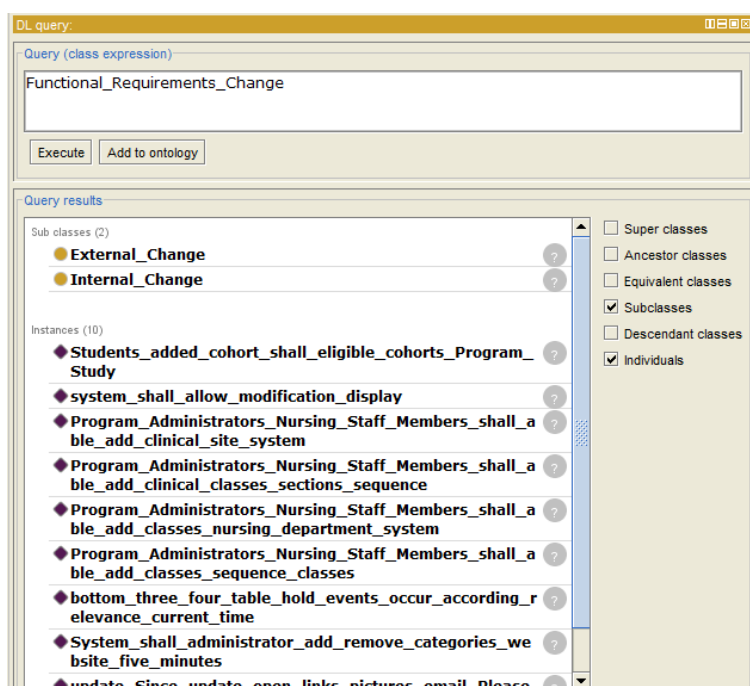 DL query:
Query (class expression)
Functional_Requirements_Change
Execute
Add to ontology
Query results
Sub classes (2)
External_Change
Internal_Change
Instances (10)
Students_added_cohort_shall_eligible_cohorts_Program_
Study
system_shall_allow_modification_display
Program_Administrators_Nursing_Staff_Members_shall_a
ble_add_clinical_site_system
Program_Administrators_Nursing_Staff_Members_shall_a
ble_add_clinical_classes_sections_sequence
Program_Administrators_Nursing_Staff_Members_shall_a
ble_add_classes_nursing_department_system
Program_Administrators_Nursing_Staff_Members_shall_a
ble_add_classes_sequence_classes
bottom_three_four_table_hold_events_occur_according_r
elevance_current_time
System_shall_administrator_add_remove_categories_we
bsite_five_minutes
update_Since_update_open_links_pictures_email_Please
Super classes
Ancestor classes
Equivalent classes
Subclasses
Descendant classes
Individuals